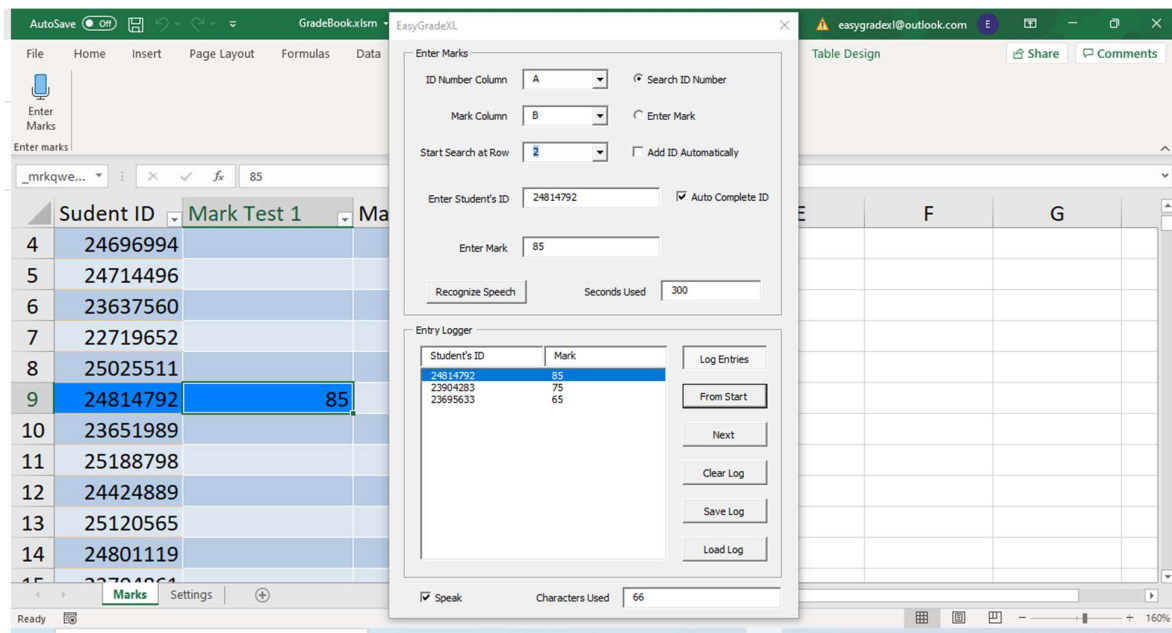 AutoSave Off GradeBook.xlsm EasyGradeXL easygradexl@outlook.com E
File Home Insert Page Layout Formulas Data Table Design Share Comments
Enter
Marks
Enter marks
_mrkqwe... fx 85
Sudent ID Mark Test 1 Ma E F G
4 24696994
5 24714496
6 23637560
7 22719652
8 25025511
9 24814792 85
10 23651989
11 25188798
12 24424889
13 25120565
14 24801119
Marks Settings
Ready 160%
Enter Marks
ID Number Column A Search ID Number
Mark Column B Enter Mark
Start Search at Row 2 Add ID Automatically
Enter Student's ID 24814792 Auto Complete ID
Enter Mark 85
Recognize Speech Seconds Used 300
Entry Logger
Student's ID Mark Log Entries
24814792 85
23904283 75
23695633 65
From Start
Next
Clear Log
Save Log
Load Log
Speak Characters Used 66